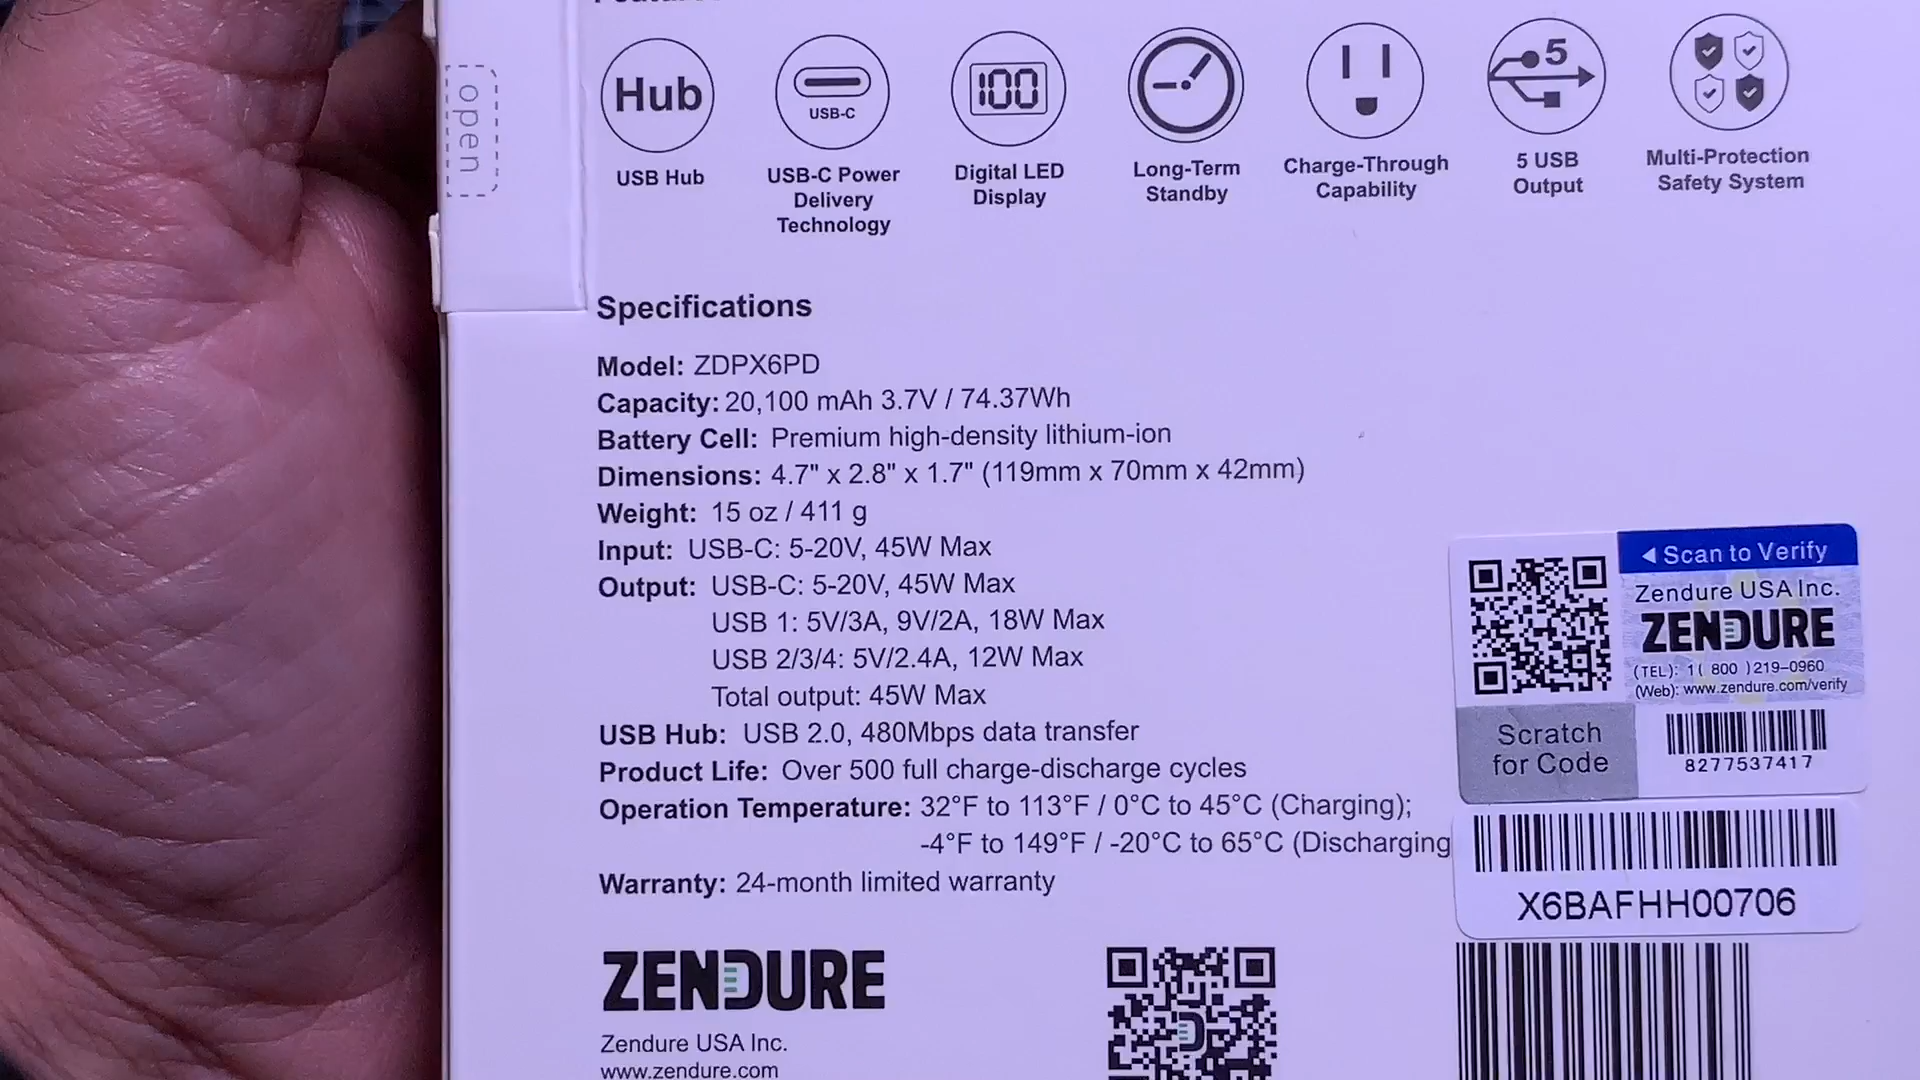 open
Hub
USB Hub
USB-C
USB-C Power
Delivery
Technology
100
Digital LED
Display
Long-Term
Standby
Charge-Through
Capability
5
5 USB
Output
Multi-Protection
Safety System
Specifications
Model: ZDPX6PD
Capacity: 20,100 mAh 3.7V / 74.37Wh
Battery Cell: Premium high-density lithium-ion
Dimensions: 4.7" x 2.8" x 1.7" (119mm x 70mm x 42mm)
Weight: 15 oz / 411 g
Input: USB-C: 5-20V, 45W Max
Output: USB-C: 5-20V, 45W Max
USB 1: 5V/3A, 9V/2A, 18W Max
USB 2/3/4: 5V/2.4A, 12W Max
Total output: 45W Max
USB Hub: USB 2.0, 480Mbps data transfer
Product Life: Over 500 full charge-discharge cycles
Operation Temperature: 32°F to 113°F / 0°C to 45°C (Charging);
-4°F to 149°F / -20°C to 65°C (Discharging
Warranty: 24-month limited warranty
Scan to Verify
Zendure USA Inc.
ZENDURE
(TEL): 1( 800 )219-0960
(Web): www.zendure.com/verify
Scratch
for Code
8277537417
X6BAFHH00706
ZENDURE
Zendure USA Inc.
www.zendure.com